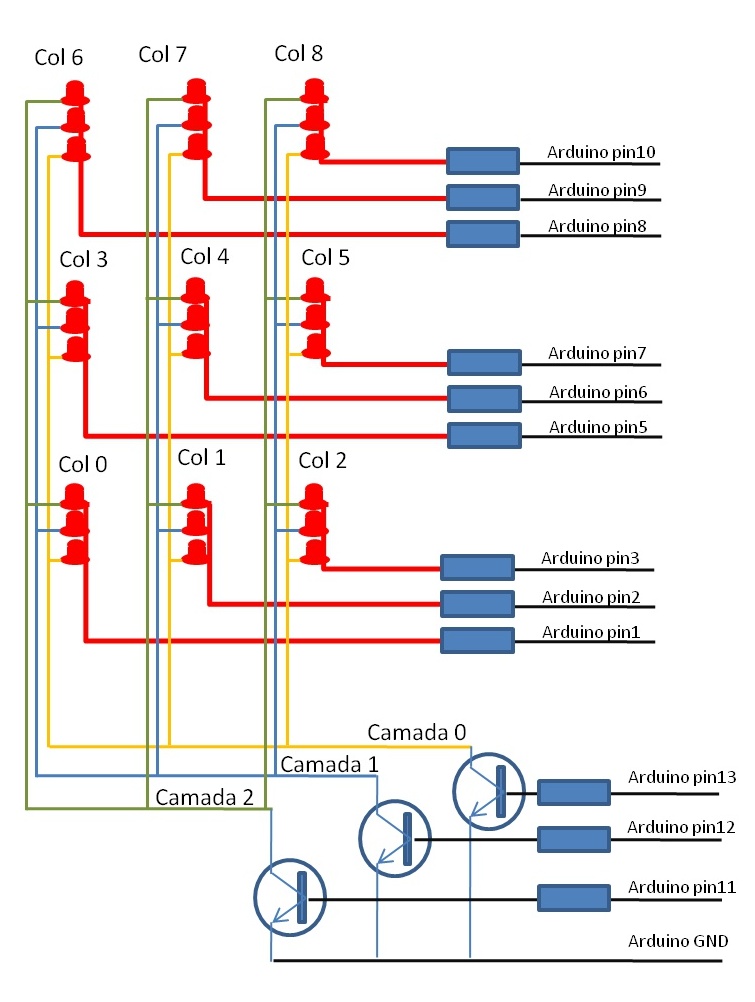 Col 6
Col 7
Col 8
Arduino pin10
Arduino pin9
Arduino pin8
Col 3
Col 4
Col 5
Arduino pin7
Arduino pin6
Arduino pin5
Col 0
Col 1
Col 2
Arduino pin3
Arduino pin2
Arduino pin1
Camada 0
Camada 1
Camada 2
Arduino pin13
Arduino pin12
Arduino pin11
Arduino GND